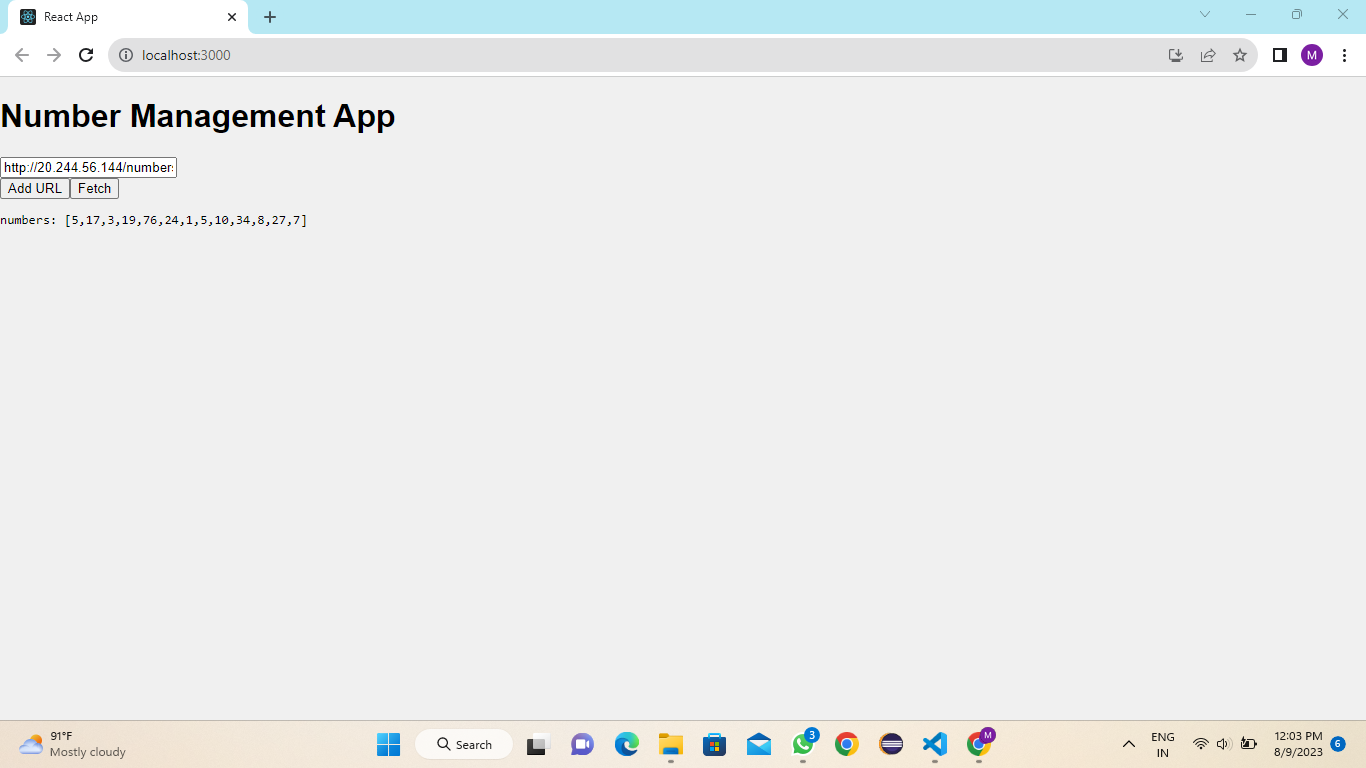 React App
localhost:3000
M
Number Management App
http://20.244.56.144/number
Add URL Fetch
numbers: [5,17,3,19,76,24,1,5,10,34,8,27,7]
91°F
Mostly cloudy
Search
3
M
ENG
IN
12:03 PM
8/9/2023
6